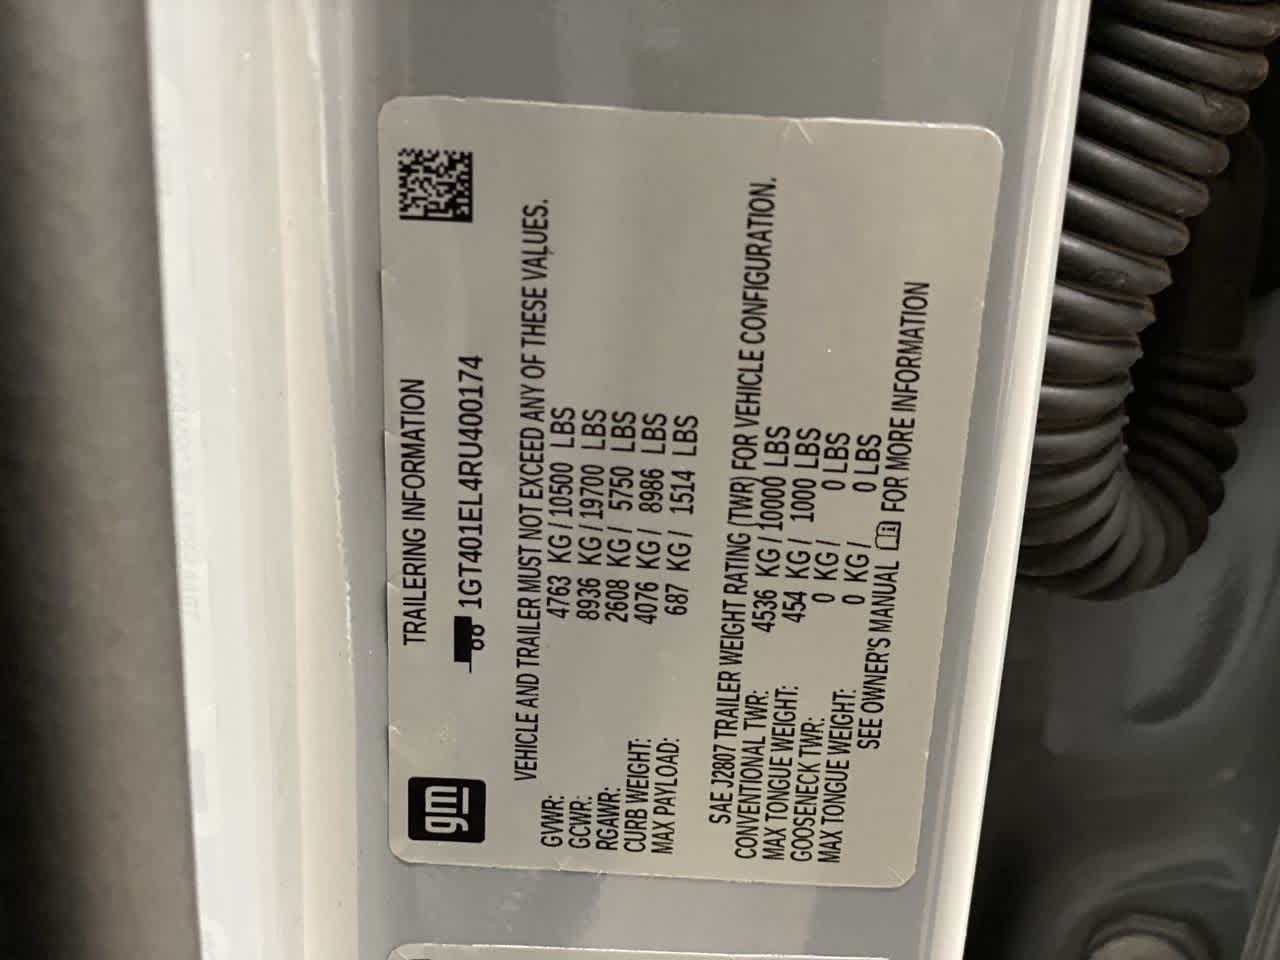 gm
TRAILERING INFORMATION
1GT401EL4RU400174
VEHICLE AND TRAILER MUST NOT EXCEED ANY OF THESE VALUES.
GVWR: 4763 KG / 10500 LBS
GCWR: 8936 KG / 19700 LBS
RGAWR: 2608 KG / 5750 LBS
CURB WEIGHT: 4076 KG / 8986 LBS
MAX PAYLOAD: 687 KG / 1514 LBS
SAE J2807 TRAILER WEIGHT RATING (TWR) FOR VEHICLE CONFIGURATION.
CONVENTIONAL TWR: 4536 KG / 10000 LBS
MAX TONGUE WEIGHT: 454 KG / 1000 LBS
GOOSENECK TWR: 0 KG / 0 LBS
MAX TONGUE WEIGHT: 0 KG / 0 LBS
SEE OWNER'S MANUAL FOR MORE INFORMATION